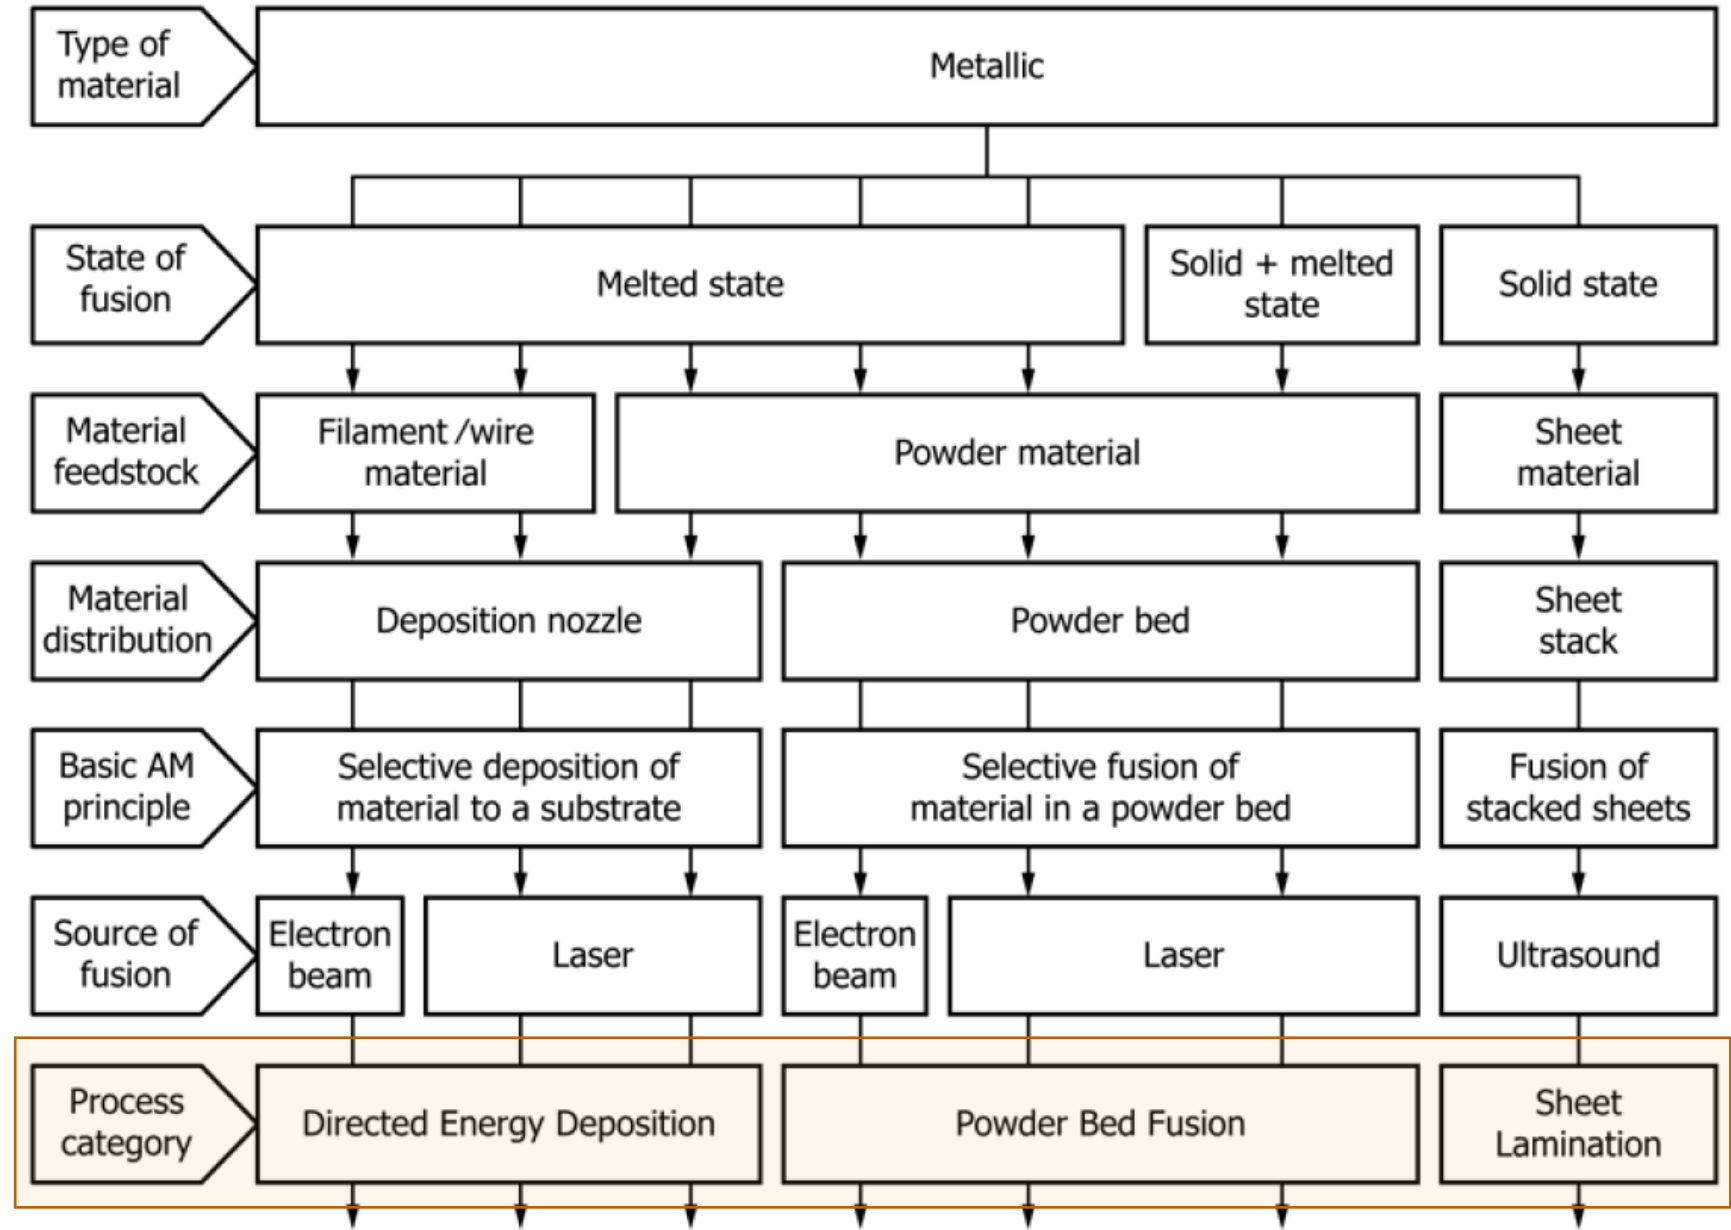 Type of
material
Metallic
State of
fusion
Melted state
Solid + melted
state
Solid state
Material
feedstock
Filament /wire
material
Powder material
Sheet
material
Material
distribution
Deposition nozzle
Powder bed
Sheet
stack
Basic AM
principle
Selective deposition of
material to a substrate
Selective fusion of
material in a powder bed
Fusion of
stacked sheets
Source of
fusion
Electron
beam
Laser
Electron
beam
Laser
Ultrasound
Process
category
Directed Energy Deposition
Powder Bed Fusion
Sheet
Lamination